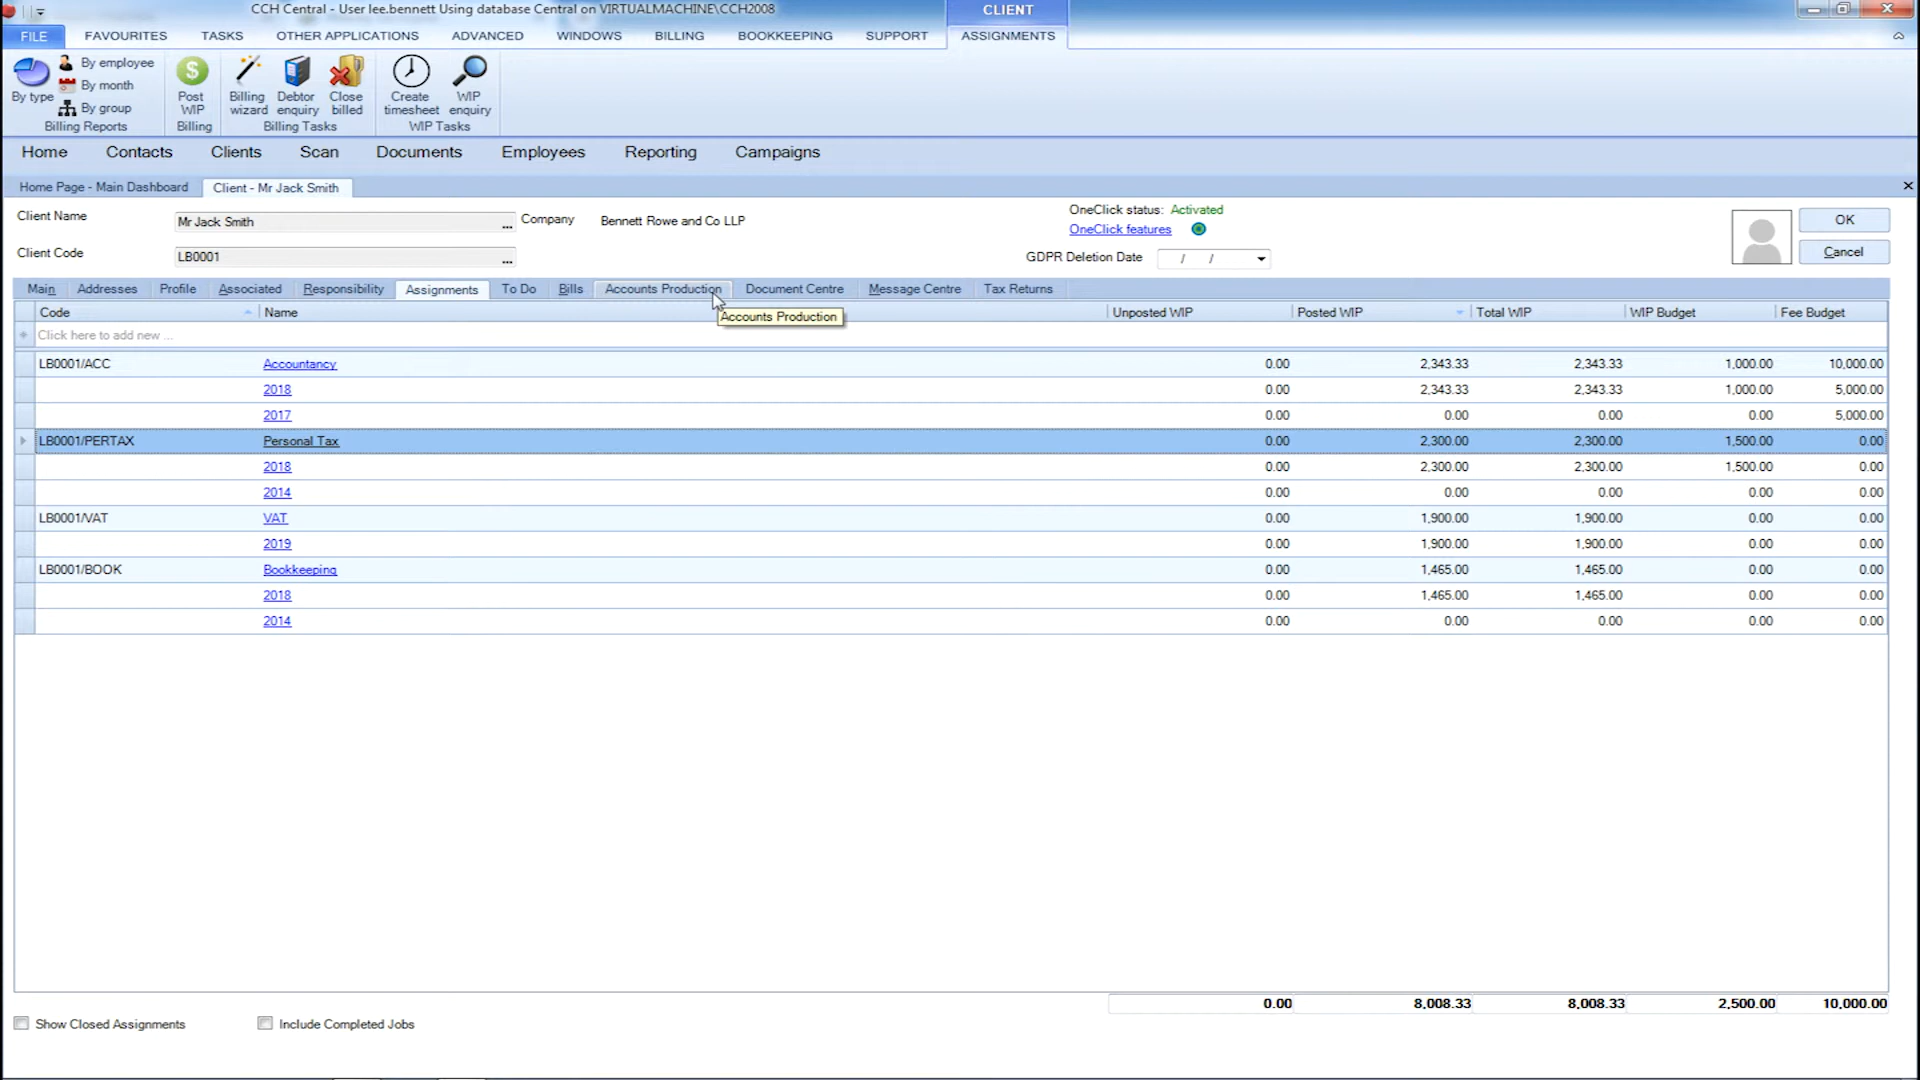 CCH Central - User lee.bennett Using database Central on VIRTUALMACHINE\CCH2008
CLIENT
FILE FAVOURITES TASKS OTHER APPLICATIONS ADVANCED WINDOWS BILLING BOOKKEEPING SUPPORT ASSIGNMENTS
By type
By employee
By month
By group
Billing Reports
Post WIP
Billing
Billing wizard
Debtor enquiry
Close billed
Billing Tasks
Create timesheet
WIP enquiry
WIP Tasks
Home Contacts Clients Scan Documents Employees Reporting Campaigns
Home Page - Main Dashboard Client - Mr Jack Smith
Client Name Mr Jack Smith ... Company Bennett Rowe and Co LLP
OneClick status: Activated
OneClick features
OK
Client Code LB0001 ... GDPR Deletion Date / /
Cancel
Main Addresses Profile Associated Responsibility Assignments To Do Bills Accounts Production Document Centre Message Centre Tax Returns
Accounts Production
Code Name Unposted WIP Posted WIP Total WIP WIP Budget Fee Budget
Click here to add new ...
LB0001/ACC Accountancy 0.00 2,343.33 2,343.33 1,000.00 10,000.00
2018 0.00 2,343.33 2,343.33 1,000.00 5,000.00
2017 0.00 0.00 0.00 0.00 5,000.00
LB0001/PERTAX Personal Tax 0.00 2,300.00 2,300.00 1,500.00 0.00
2018 0.00 2,300.00 2,300.00 1,500.00 0.00
2014 0.00 0.00 0.00 0.00 0.00
LB0001/VAT VAT 0.00 1,900.00 1,900.00 0.00 0.00
2019 0.00 1,900.00 1,900.00 0.00 0.00
LB0001/BOOK Bookkeeping 0.00 1,465.00 1,465.00 0.00 0.00
2018 0.00 1,465.00 1,465.00 0.00 0.00
2014 0.00 0.00 0.00 0.00 0.00
0.00 8,008.33 8,008.33 2,500.00 10,000.00
Show Closed Assignments Include Completed Jobs